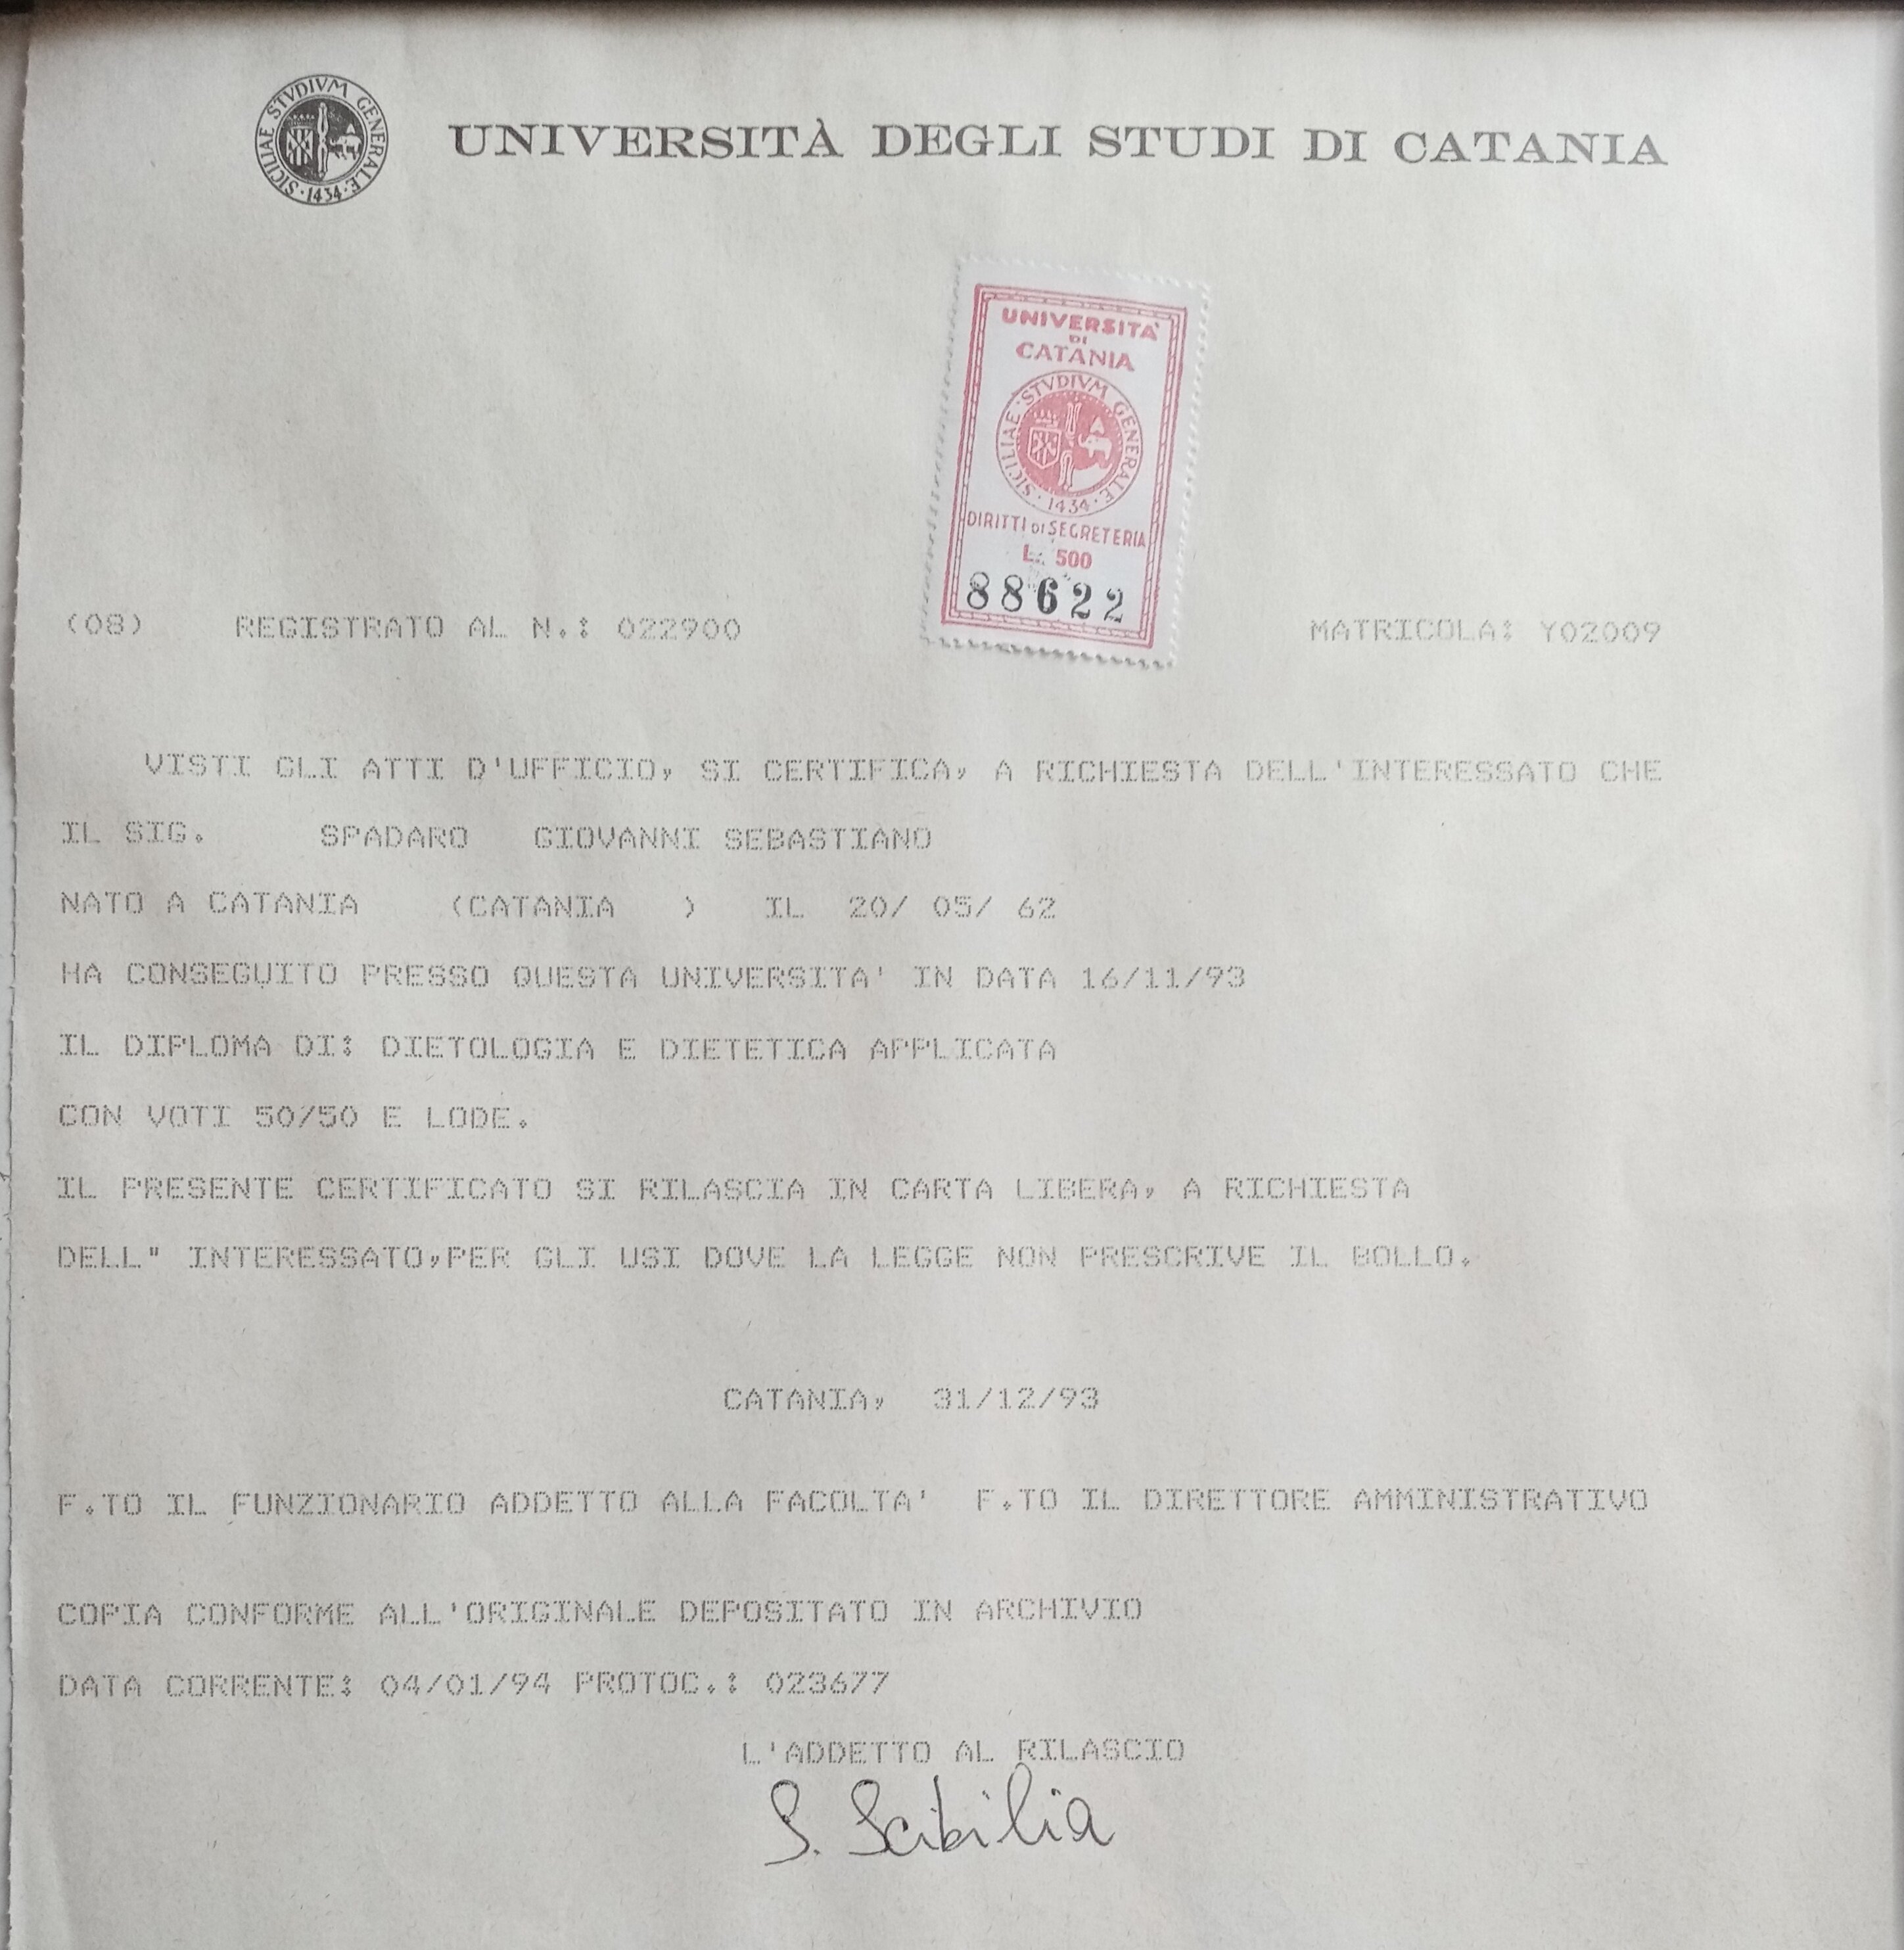 SICILIAE STVDIVM GENERALE · 1434 ·
UNIVERSITÀ DEGLI STUDI DI CATANIA
UNIVERSITA'
DI
CATANIA
SICILIAE · STVDIVM GENERALE · 1434 ·
DIRITTI DI SEGRETERIA
L. 500
88622
(08) REGISTRATO AL N.: 022900 MATRICOLA: Y02009
VISTI GLI ATTI D'UFFICIO, SI CERTIFICA, A RICHIESTA DELL'INTERESSATO CHE
IL SIG. SPADARO GIOVANNI SEBASTIANO
NATO A CATANIA (CATANIA ) IL 20/ 05/ 62
HA CONSEGUITO PRESSO QUESTA UNIVERSITA' IN DATA 16/11/93
IL DIPLOMA DI: DIETOLOGIA E DIETETICA APPLICATA
CON VOTI 50/50 E LODE.
IL PRESENTE CERTIFICATO SI RILASCIA IN CARTA LIBERA, A RICHIESTA
DELL" INTERESSATO,PER GLI USI DOVE LA LEGGE NON PRESCRIVE IL BOLLO.
CATANIA, 31/12/93
F.TO IL FUNZIONARIO ADDETTO ALLA FACOLTA' F.TO IL DIRETTORE AMMINISTRATIVO
COPIA CONFORME ALL'ORIGINALE DEPOSITATO IN ARCHIVIO
DATA CORRENTE: 04/01/94 PROTOC.: 023677
L'ADDETTO AL RILASCIO
S. Scibilia